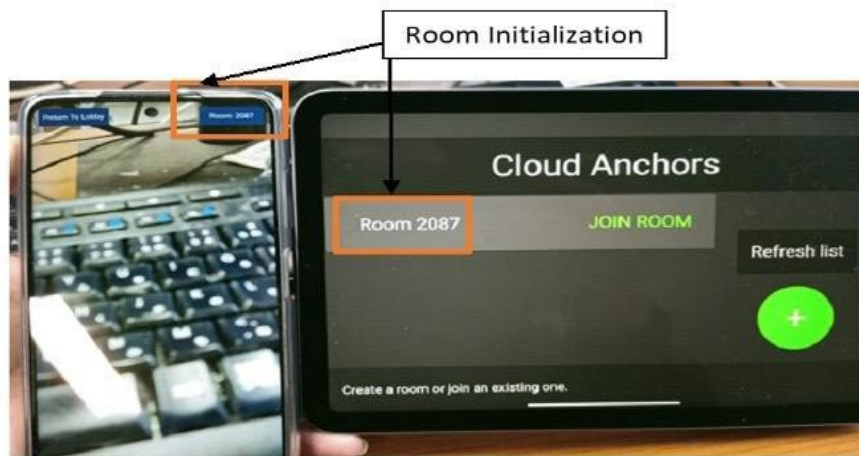 Room Initialization
Return To Lobby
Room 2087
Cloud Anchors
Room 2087
JOIN ROOM
Refresh list
+
Create a room or join an existing one.